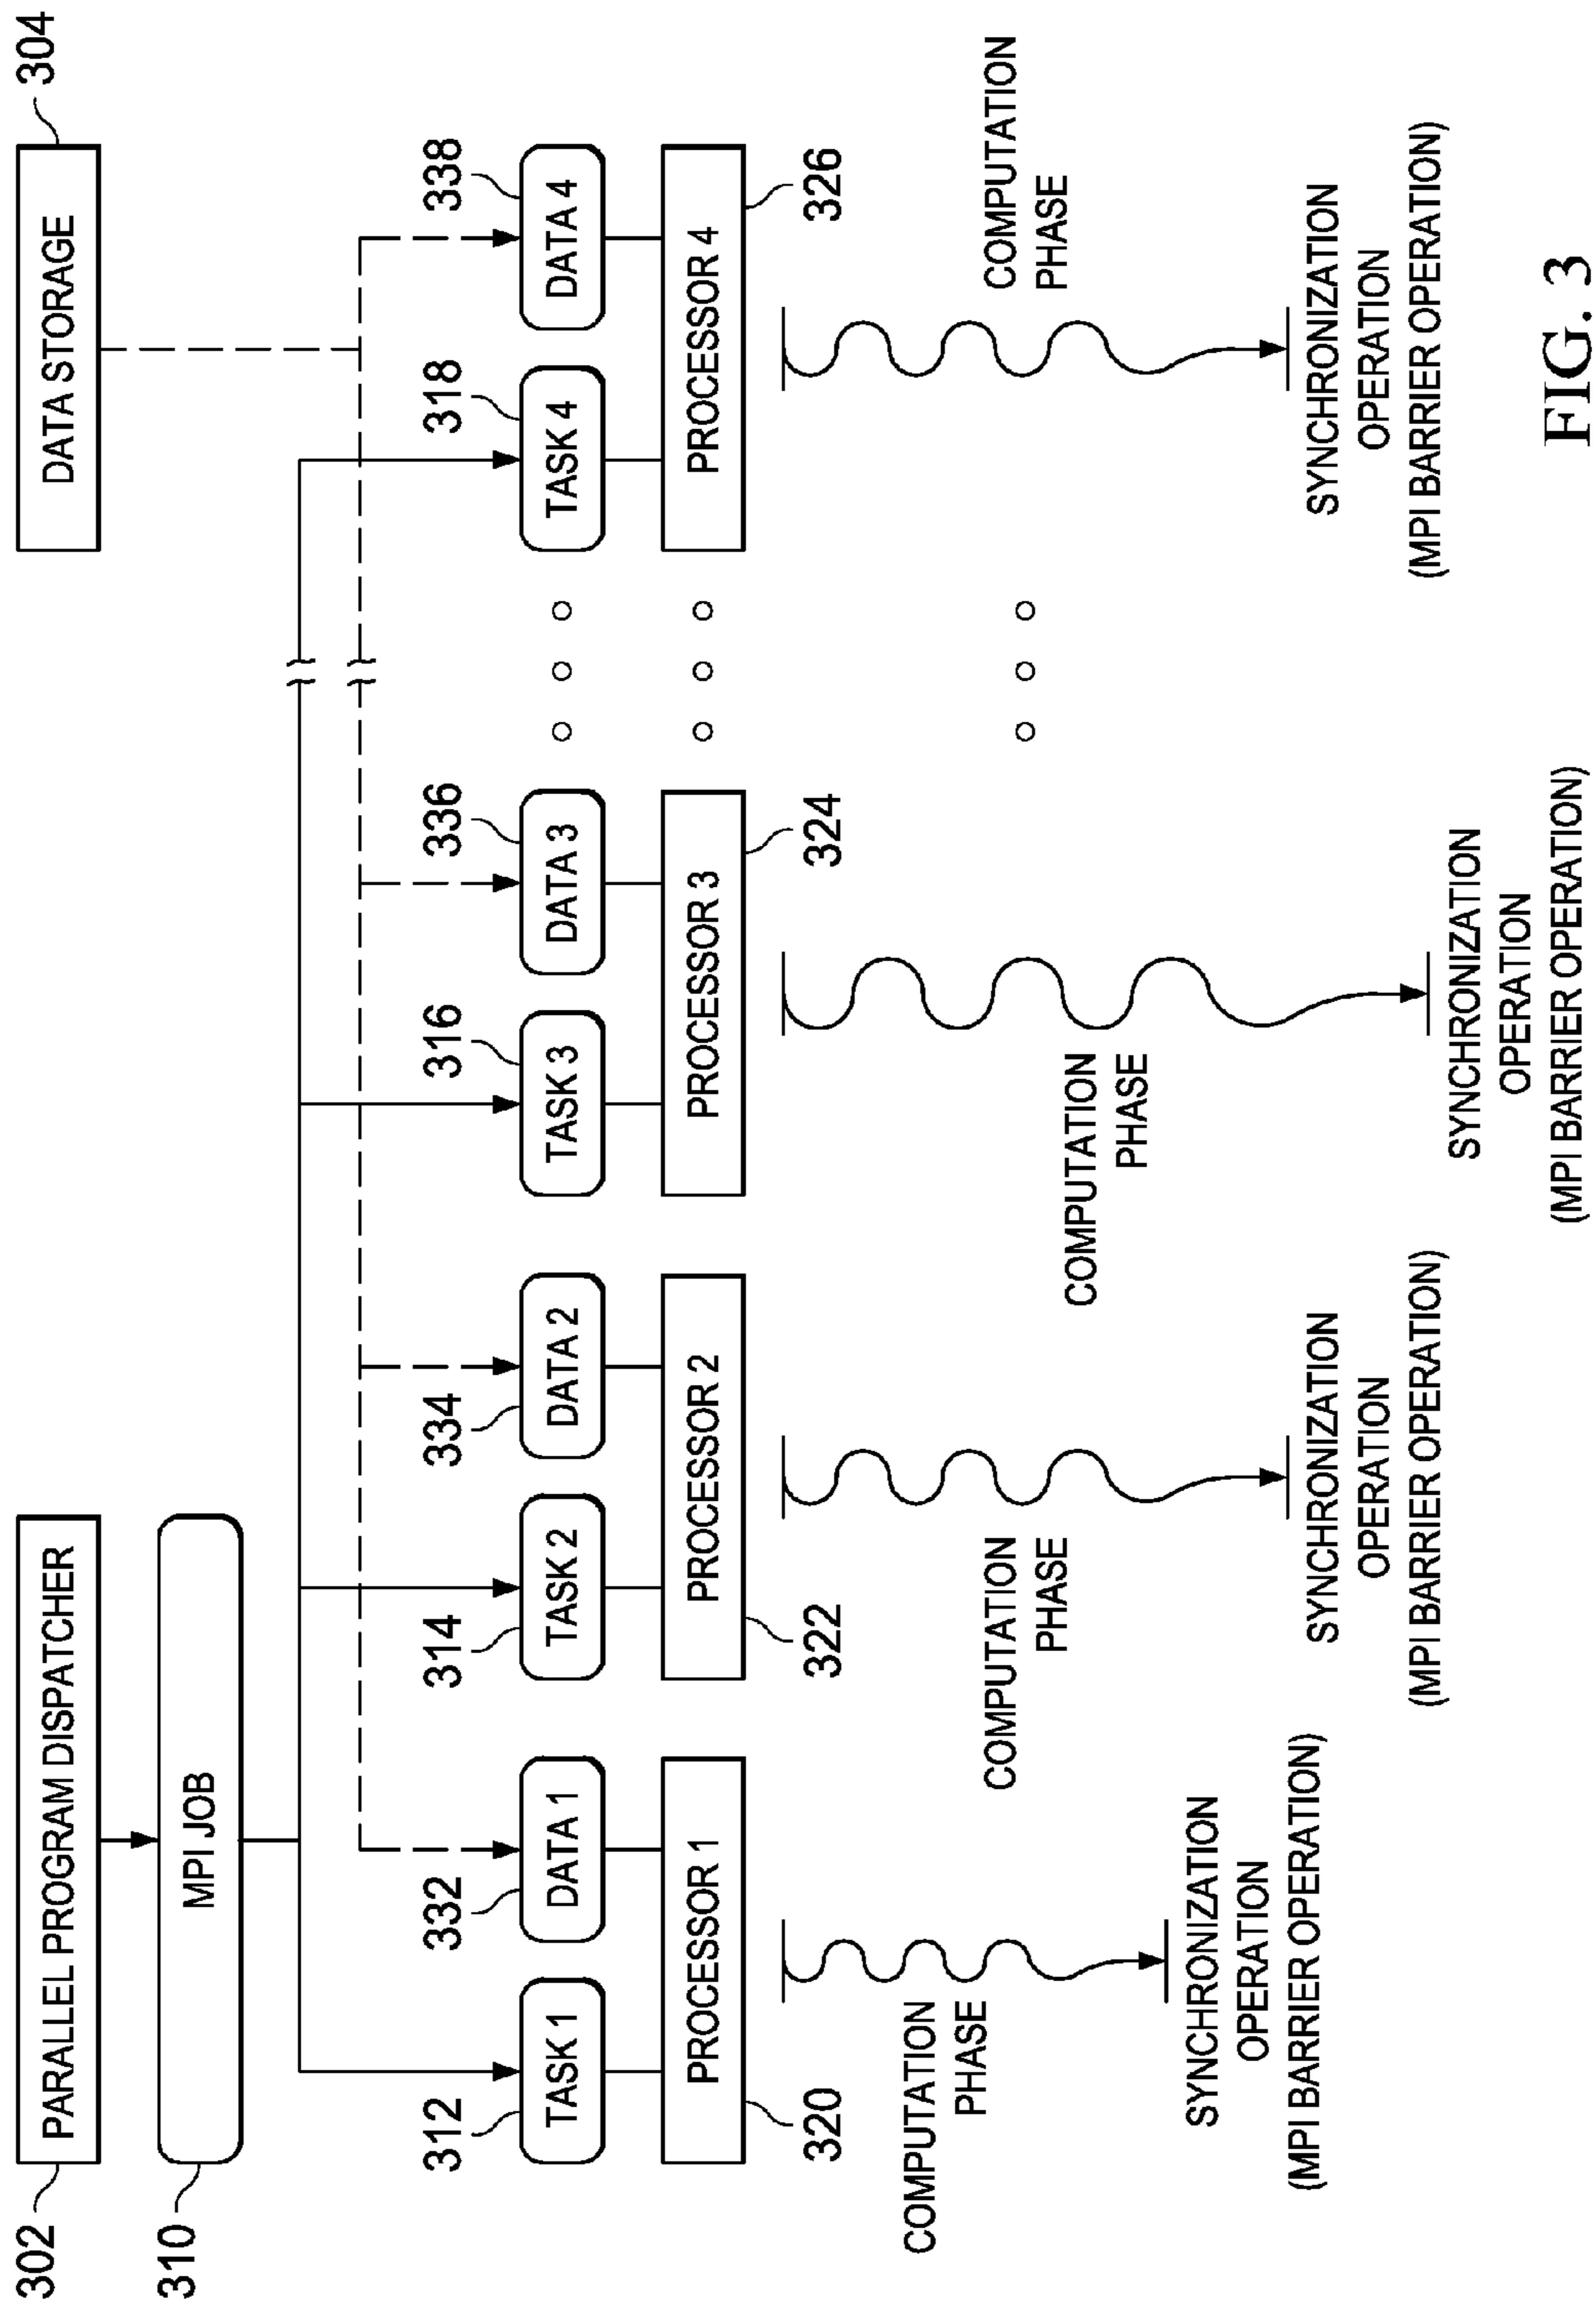 302
PARALLEL PROGRAM DISPATCHER
DATA STORAGE
304
310
MPI JOB
312
332
314
334
316
336
318
338
TASK 1
DATA 1
TASK 2
DATA 2
TASK 3
DATA 3
TASK 4
DATA 4
PROCESSOR 1
PROCESSOR 2
PROCESSOR 3
PROCESSOR 4
320
322
324
326
COMPUTATION
PHASE
COMPUTATION
PHASE
COMPUTATION
PHASE
COMPUTATION
PHASE
SYNCHRONIZATION
OPERATION
(MPI BARRIER OPERATION)
SYNCHRONIZATION
OPERATION
(MPI BARRIER OPERATION)
SYNCHRONIZATION
OPERATION
(MPI BARRIER OPERATION)
SYNCHRONIZATION
OPERATION
(MPI BARRIER OPERATION)
FIG. 3